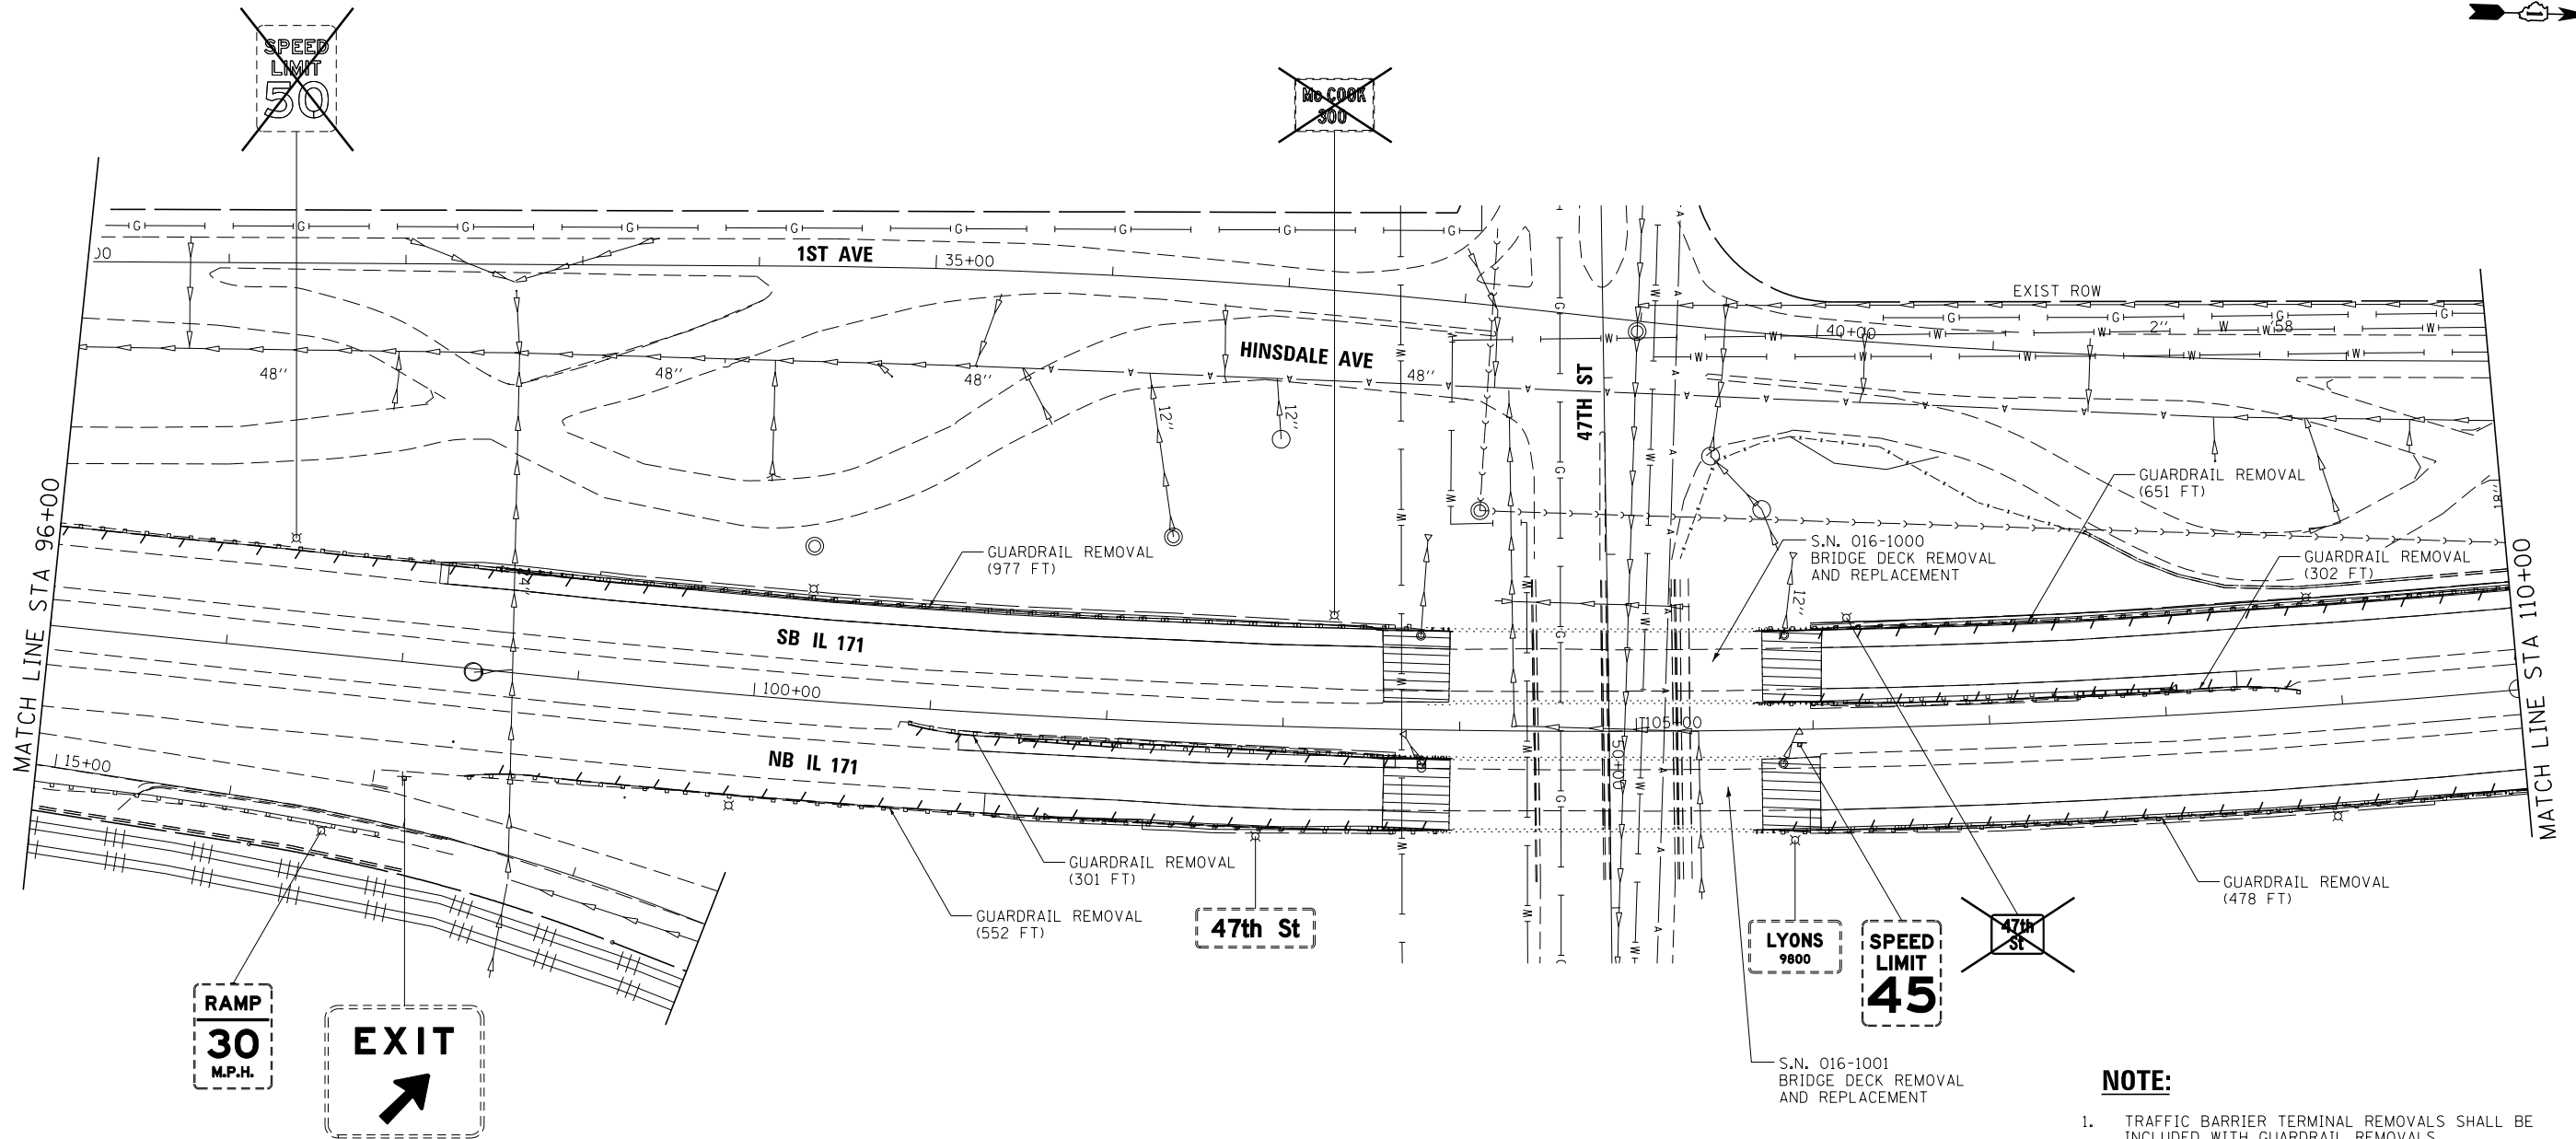 SPEED
LIMIT
50
Mc COOK
300
1ST AVE
35+00
EXIST ROW
40+00
2''
58
HINSDALE AVE
48''
48''
48''
48''
47TH ST
12''
12''
GUARDRAIL REMOVAL
(651 FT)
18''
MATCH LINE STA 96+00
GUARDRAIL REMOVAL
(977 FT)
S.N. 016-1000
BRIDGE DECK REMOVAL
AND REPLACEMENT
GUARDRAIL REMOVAL
(302 FT)
12''
MATCH LINE STA 110+00
SB IL 171
100+00
105+00
50+00
NB IL 171
15+00
GUARDRAIL REMOVAL
(301 FT)
GUARDRAIL REMOVAL
(552 FT)
47th St
GUARDRAIL REMOVAL
(478 FT)
LYONS
9800
SPEED
LIMIT
45
47th
St
RAMP
30
M.P.H.
EXIT
S.N. 016-1001
BRIDGE DECK REMOVAL
AND REPLACEMENT
NOTE:
1. TRAFFIC BARRIER TERMINAL REMOVALS SHALL BE
INCLUDED WITH GUARDRAIL REMOVALS